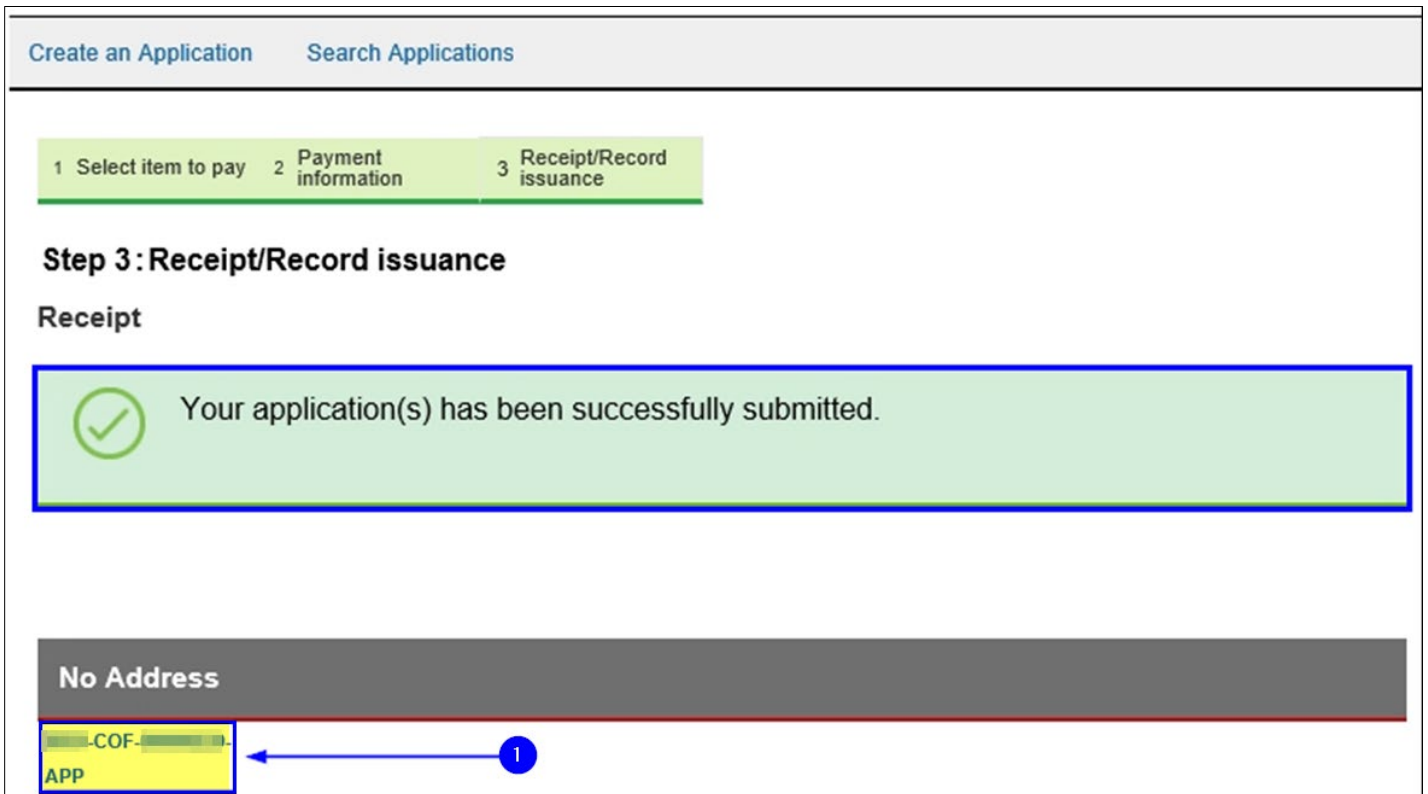 Create an Application Search Applications
1 Select item to pay 2 Payment information 3 Receipt/Record issuance
Step 3: Receipt/Record issuance
Receipt
Your application(s) has been successfully submitted.
No Address
-COF-
APP
1